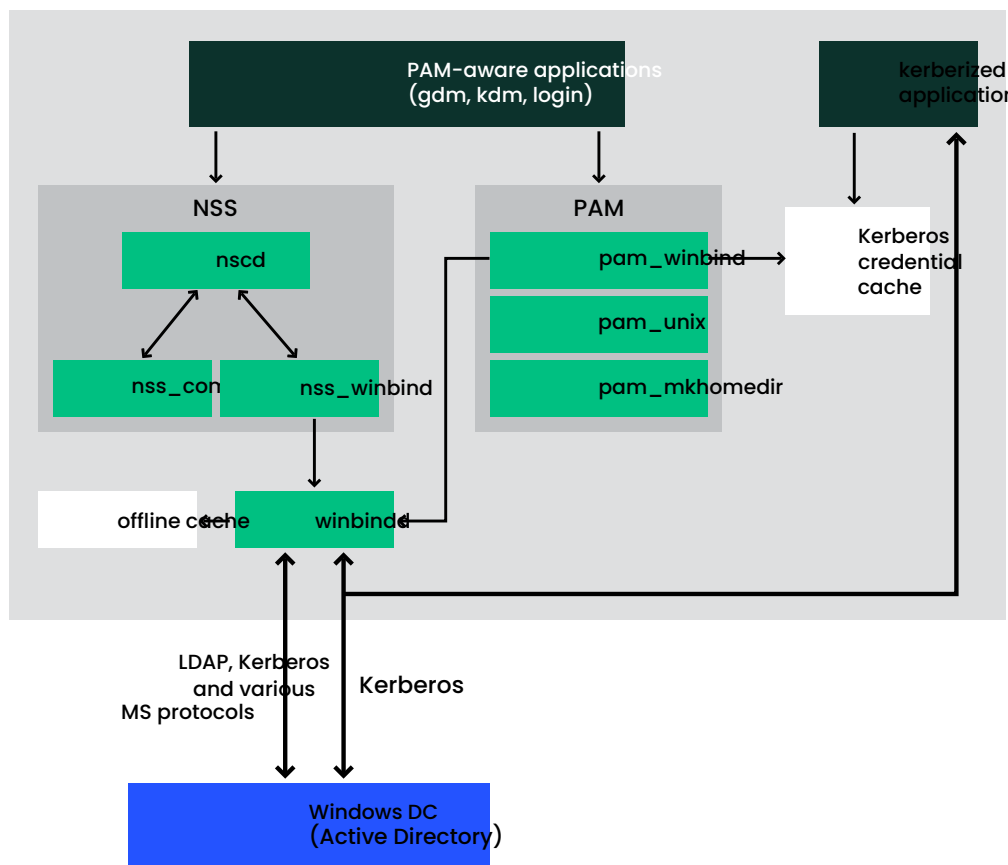 PAM-aware applications
(gdm, kdm, login)
kerberized
application
NSS
PAM
nscd
pam_winbind
Kerberos
credential
cache
pam_unix
nss_com
nss_winbind
pam_mkhomedir
offline cache
winbindd
LDAP, Kerberos
and various
MS protocols
Kerberos
Windows DC
(Active Directory)